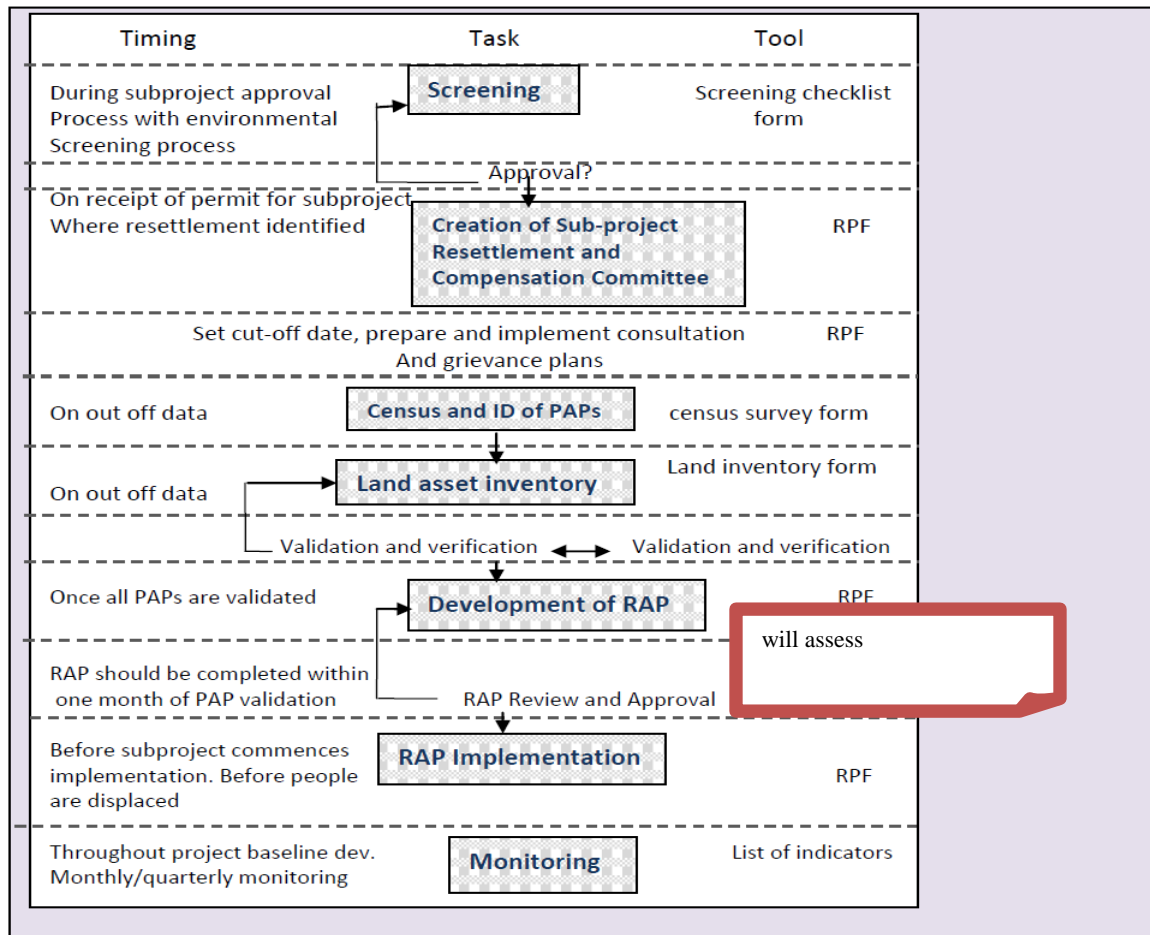 Timing Task Tool
During subproject approval
Process with environmental
Screening process
Screening
Screening checklist
form
Approval?
On receipt of permit for subproject
Where resettlement identified
Creation of Sub-project
Resettlement and
Compensation Committee
RPF
Set cut-off date, prepare and implement consultation
And grievance plans
RPF
On out off data
Census and ID of PAPs
census survey form
On out off data
Land asset inventory
Land inventory form
Validation and verification Validation and verification
Once all PAPs are validated
Development of RAP
RPF
will assess
RAP should be completed within
one month of PAP validation
RAP Review and Approval
Before subproject commences
implementation. Before people
are displaced
RAP Implementation
RPF
Throughout project baseline dev.
Monthly/quarterly monitoring
Monitoring
List of indicators